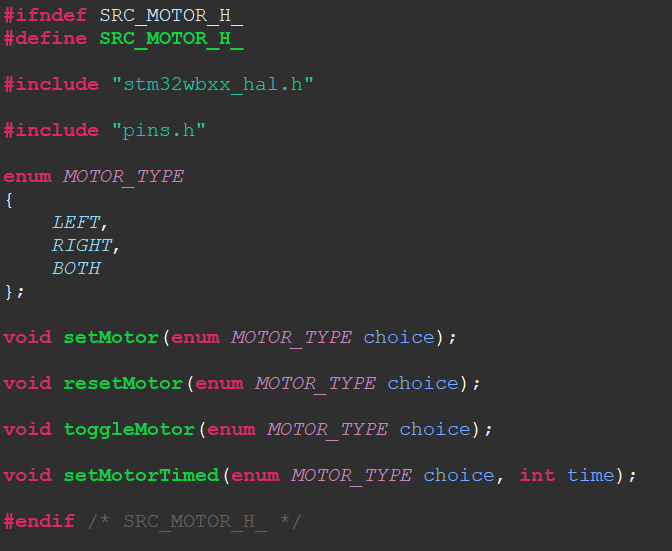 #ifndef SRC_MOTOR_H_
#define SRC_MOTOR_H_
#include "stm32wbxx_hal.h"
#include "pins.h"
enum MOTOR_TYPE
{
    LEFT,
    RIGHT,
    BOTH
};
void setMotor(enum MOTOR_TYPE choice);
void resetMotor(enum MOTOR_TYPE choice);
void toggleMotor(enum MOTOR_TYPE choice);
void setMotorTimed(enum MOTOR_TYPE choice, int time);
#endif /* SRC_MOTOR_H_ */